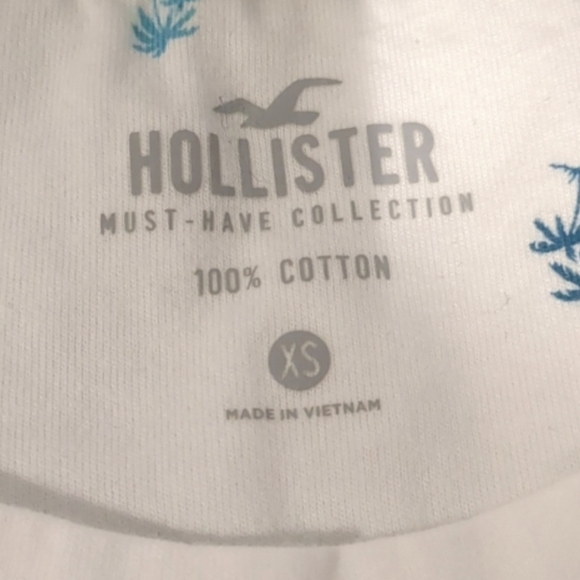 HOLLISTER
MUST-HAVE COLLECTION
100% COTTON
XS
MADE IN VIETNAM